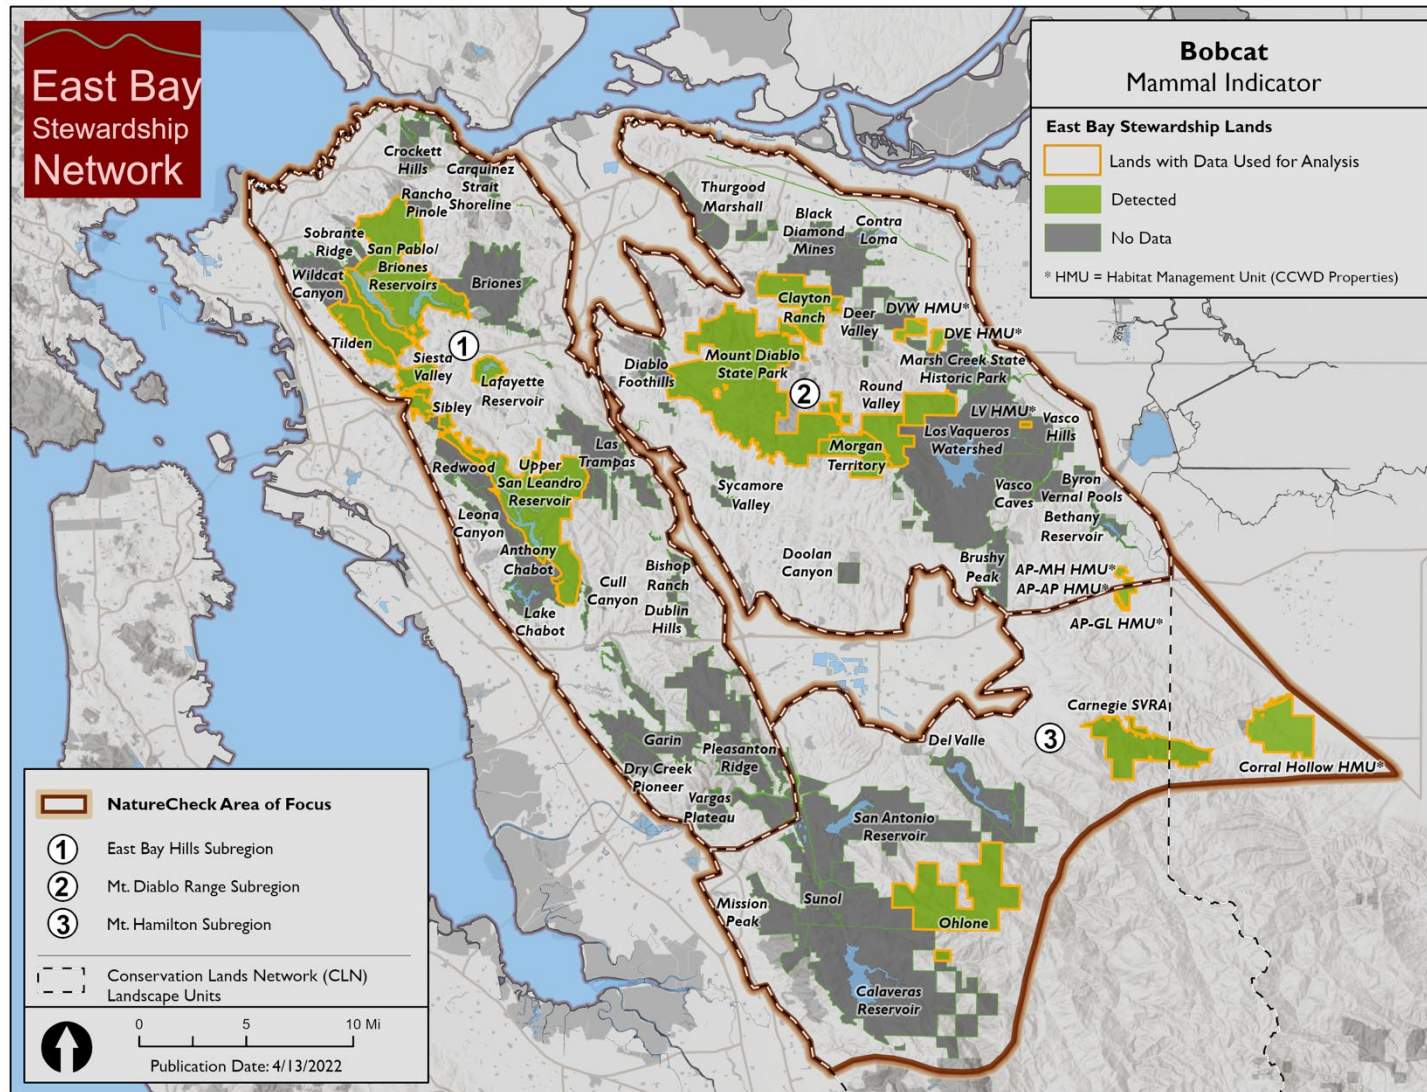 East Bay
Stewardship
Network
Bobcat
Mammal Indicator
East Bay Stewardship Lands
Lands with Data Used for Analysis
Detected
No Data
* HMU = Habitat Management Unit (CCWD Properties)
Crockett
Hills
Carquinez
Strait
Shoreline
Rancho
Pinole
Sobrante
Ridge
San Pablo/
Briones
Reservoirs
Wildcat
Canyon
Briones
Tilden
1
Siesta
Valley
Lafayette
Reservoir
Sibley
Las
Trampas
Redwood
Upper
San Leandro
Reservoir
Leona
Canyon
Anthony
Chabot
Lake
Chabot
Cull
Canyon
Bishop
Ranch
Dublin
Hills
Garin
Pleasanton
Ridge
Dry Creek
Pioneer
Vargas
Plateau
Thurgood
Marshall
Black
Diamond
Mines
Contra
Loma
Clayton
Ranch
Deer
Valley
DVW HMU*
DVE HMU*
Diablo
Foothills
Mount Diablo
State Park
2
Marsh Creek State
Historic Park
Round
Valley
LV HMU*
Vasco
Hills
Los Vaqueros
Watershed
Morgan
Territory
Sycamore
Valley
Vasco
Caves
Byron
Vernal Pools
Bethany
Reservoir
Doolan
Canyon
Brushy
Peak
AP-MH HMU*
AP-AP HMU*
AP-GL HMU*
Carnegie SVRA
3
Del Valle
Corral Hollow HMU*
San Antonio
Reservoir
Mission
Peak
Sunol
Ohlone
Calaveras
Reservoir
NatureCheck Area of Focus
1 East Bay Hills Subregion
2 Mt. Diablo Range Subregion
3 Mt. Hamilton Subregion
Conservation Lands Network (CLN)
Landscape Units
0 5 10 Mi
Publication Date: 4/13/2022